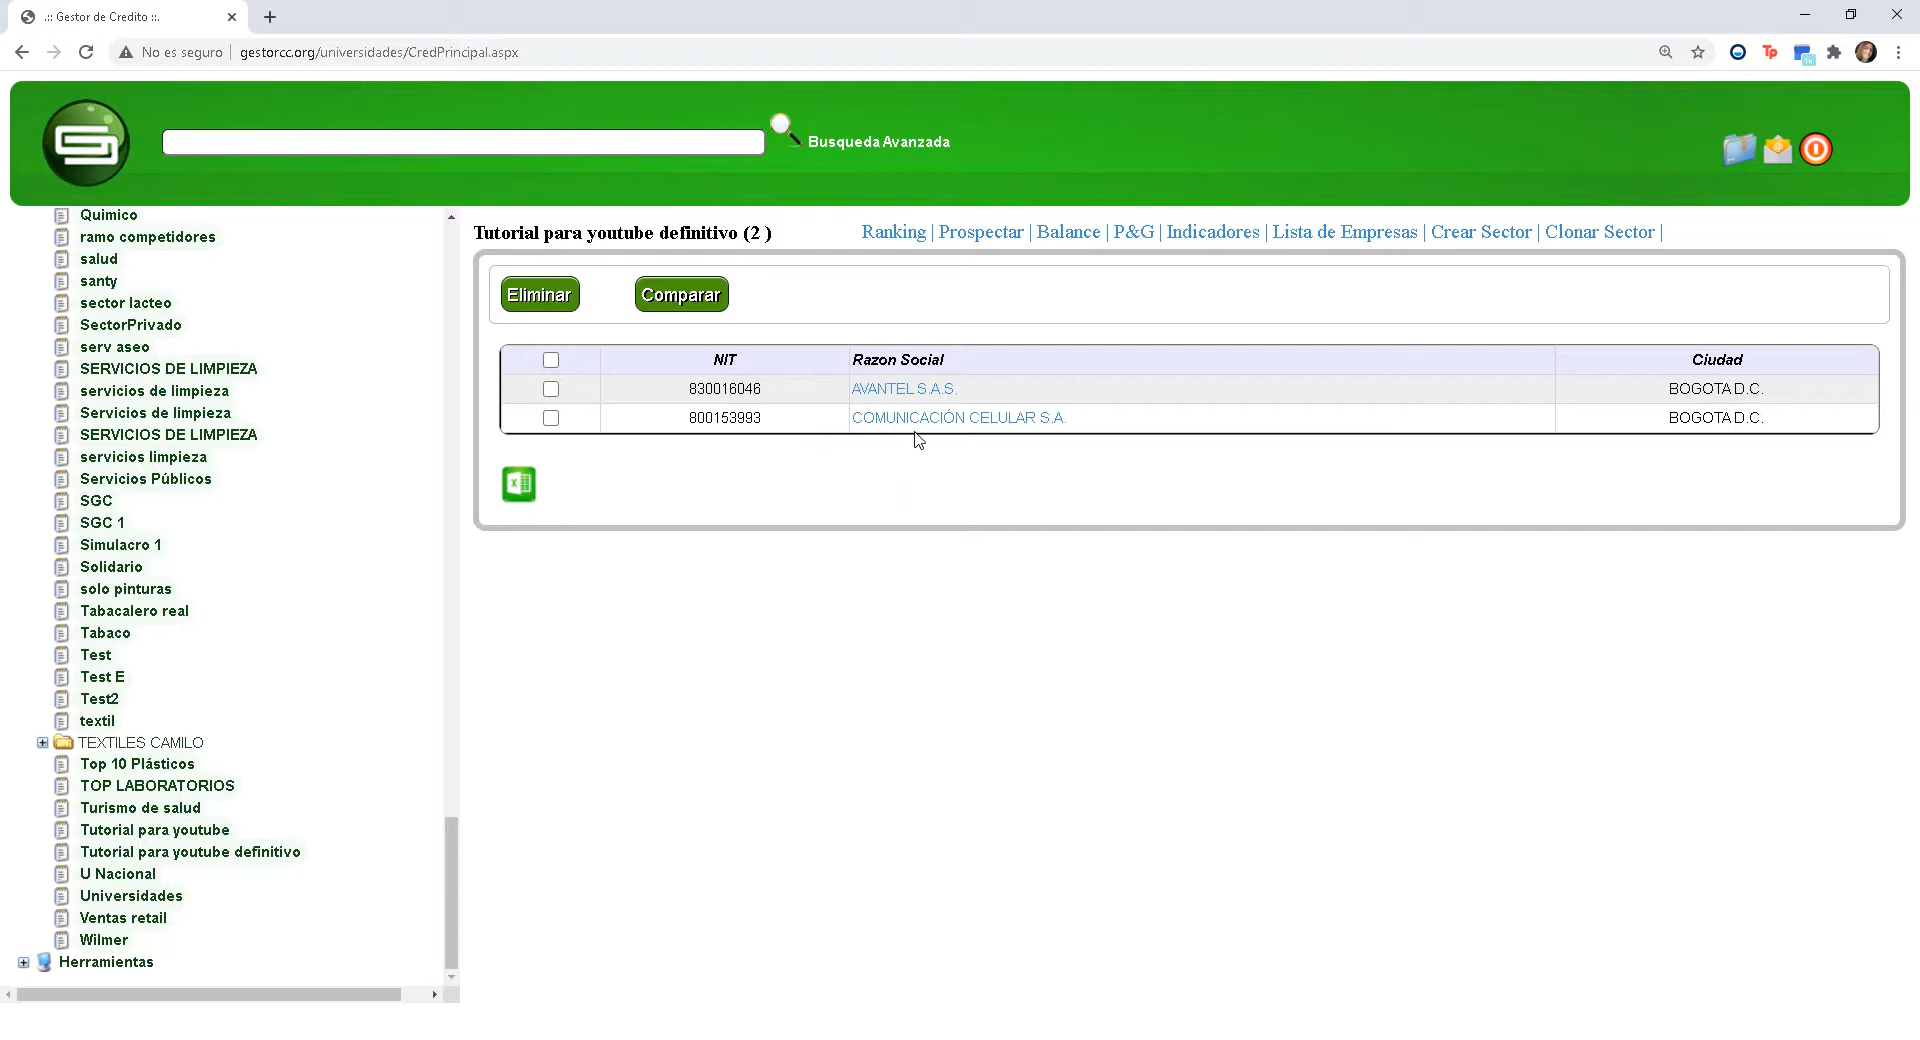 .:: Gestor de Credito ::.
No es seguro | gestorcc.org/universidades/CredPrincipal.aspx
Busqueda Avanzada
Quimico
ramo competidores
salud
santy
sector lacteo
SectorPrivado
serv aseo
SERVICIOS DE LIMPIEZA
servicios de limpieza
Servicios de limpieza
SERVICIOS DE LIMPIEZA
servicios limpieza
Servicios Públicos
SGC
SGC 1
Simulacro 1
Solidario
solo pinturas
Tabacalero real
Tabaco
Test
Test E
Test2
textil
TEXTILES CAMILO
Top 10 Plásticos
TOP LABORATORIOS
Turismo de salud
Tutorial para youtube
Tutorial para youtube definitivo
U Nacional
Universidades
Ventas retail
Wilmer
Herramientas
Tutorial para youtube definitivo (2 )
Ranking | Prospectar | Balance | P&G | Indicadores | Lista de Empresas | Crear Sector | Clonar Sector |
Eliminar Comparar
NIT Razon Social Ciudad
830016046 AVANTEL S.A.S. BOGOTA D.C.
800153993 COMUNICACIÓN CELULAR S.A. BOGOTA D.C.